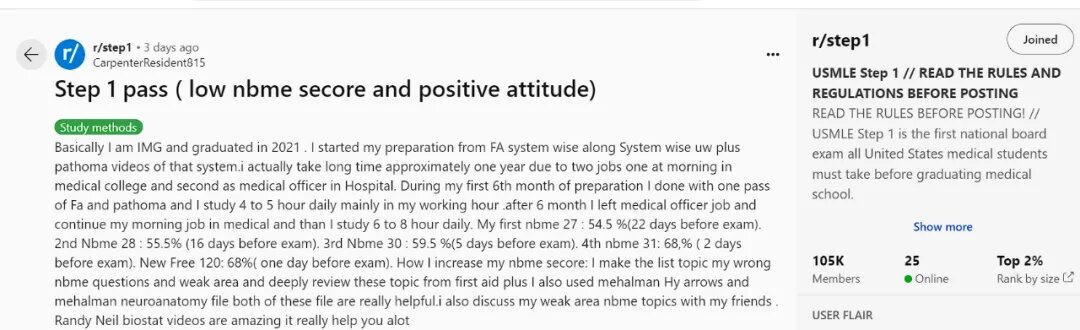 r/step1 • 3 days ago
CarpenterResident815
Step 1 pass ( low nbme secore and positive attitude)
Study methods
Basically I am IMG and graduated in 2021 . I started my preparation from FA system wise along System wise uw plus
pathoma videos of that system.i actually take long time approximately one year due to two jobs one at morning in
medical college and second as medical officer in Hospital. During my first 6th month of preparation I done with one pass
of Fa and pathoma and I study 4 to 5 hour daily mainly in my working hour .after 6 month I left medical officer job and
continue my morning job in medical and than I study 6 to 8 hour daily. My first nbme 27 : 54.5 %(22 days before exam).
2nd Nbme 28 : 55.5% (16 days before exam). 3rd Nbme 30 : 59.5 %(5 days before exam). 4th nbme 31: 68,% ( 2 days
before exam). New Free 120: 68%( one day before exam). How I increase my nbme secore: I make the list topic my wrong
nbme questions and weak area and deeply review these topic from first aid plus I also used mehalman Hy arrows and
mehalman neuroanatomy file both of these file are really helpful.i also discuss my weak area nbme topics with my friends .
Randy Neil biostat videos are amazing it really help you alot
r/step1
Joined
USMLE Step 1 // READ THE RULES AND
REGULATIONS BEFORE POSTING
READ THE RULES BEFORE POSTING! //
USMLE Step 1 is the first national board
exam all United States medical students
must take before graduating medical
school.
Show more
105K 25 Top 2%
Members Online Rank by size
USER FLAIR